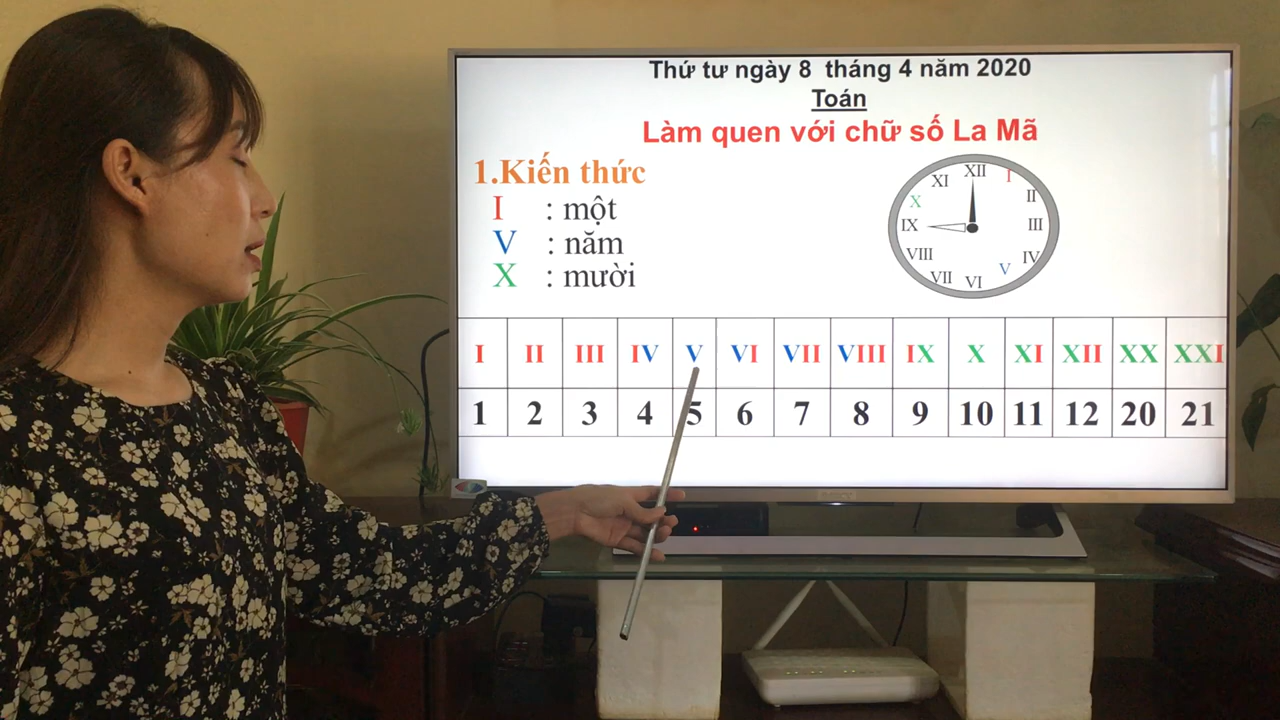 Thứ tư ngày 8 tháng 4 năm 2020
Toán
Làm quen với chữ số La Mã
1.Kiến thức
I : một
V : năm
X : mười
XII
I
II
III
IV
V
VI
VII
VIII
IX
X
XI
I II III IV V VI VII VIII IX X XI XII XX XXI
1 2 3 4 5 6 7 8 9 10 11 12 20 21